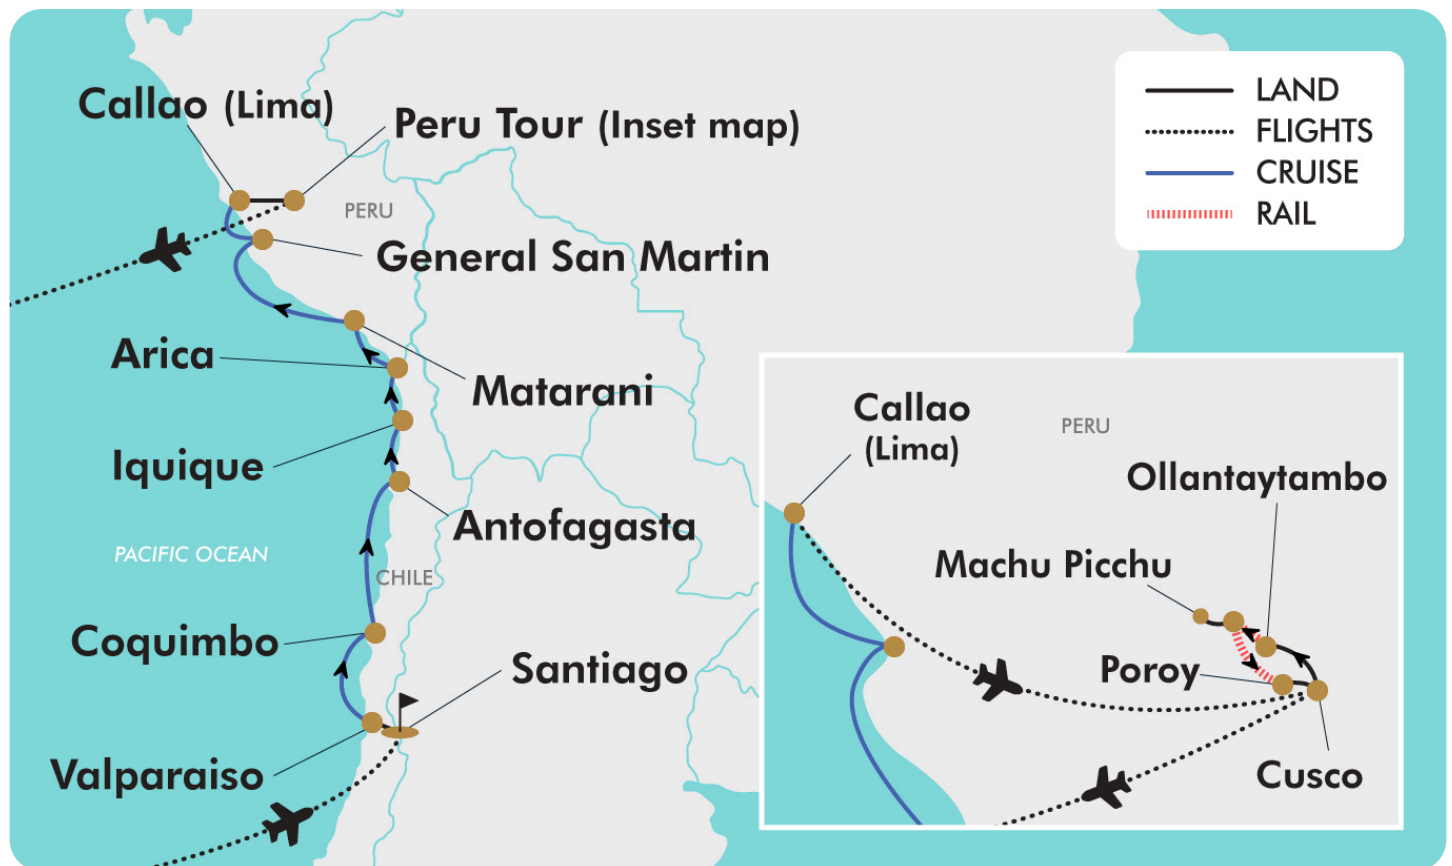 Callao (Lima)
Peru Tour (Inset map)
PERU
General San Martin
Arica
Matarani
Iquique
Antofagasta
PACIFIC OCEAN
CHILE
Coquimbo
Santiago
Valparaiso
LAND
FLIGHTS
CRUISE
RAIL
Callao
(Lima)
PERU
Ollantaytambo
Machu Picchu
Poroy
Cusco